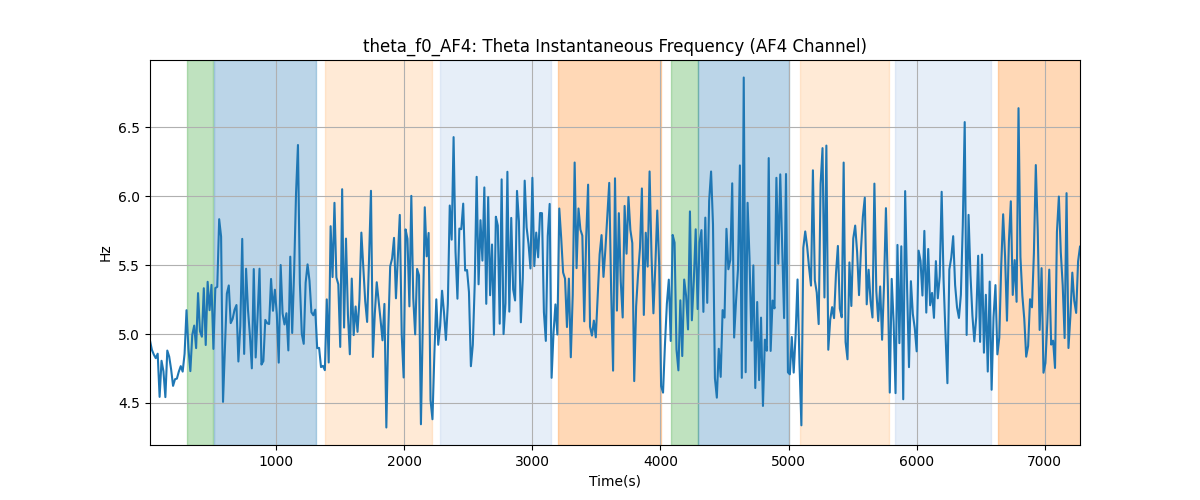 theta_f0_AF4: Theta Instantaneous Frequency (AF4 Channel)
6.5
6.0
5.5
5.0
4.5
Hz
1000 2000 3000 4000 5000 6000 7000
Time(s)